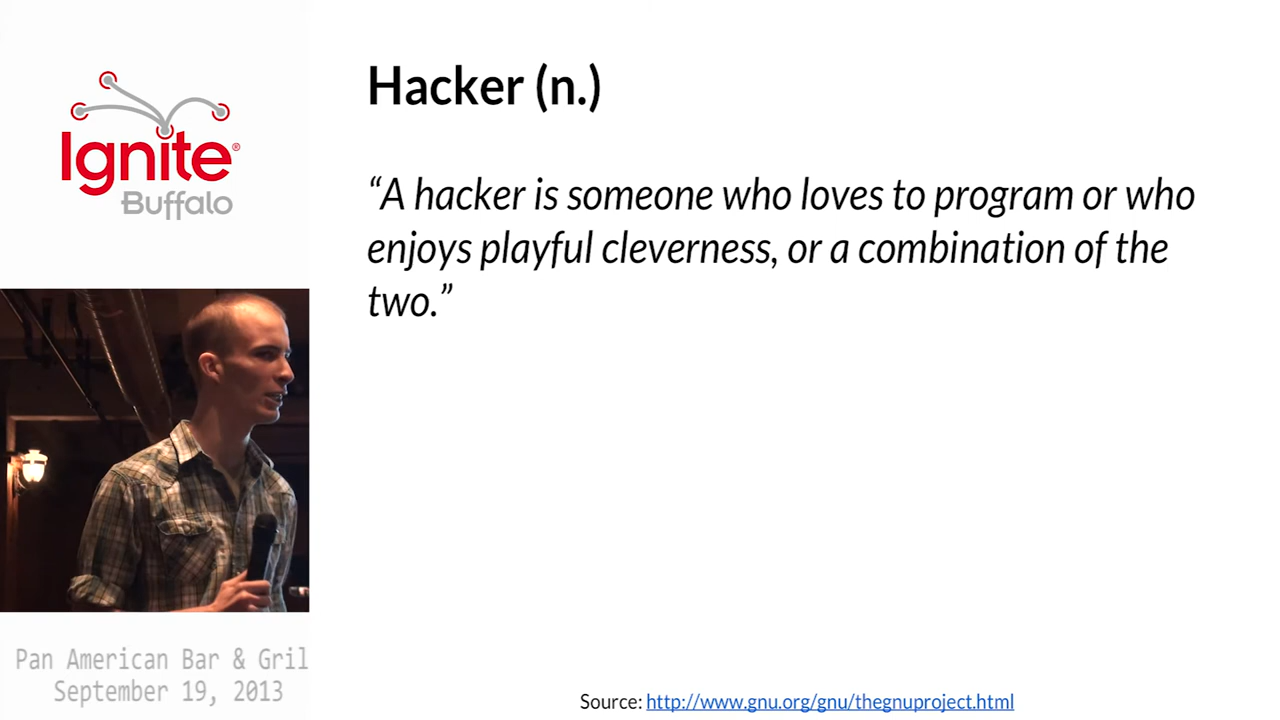 Ignite®
Buffalo
Pan American Bar & Gril
September 19, 2013
Hacker (n.)
“A hacker is someone who loves to program or who
enjoys playful cleverness, or a combination of the
two.”
Source: http://www.gnu.org/gnu/thegnuproject.html